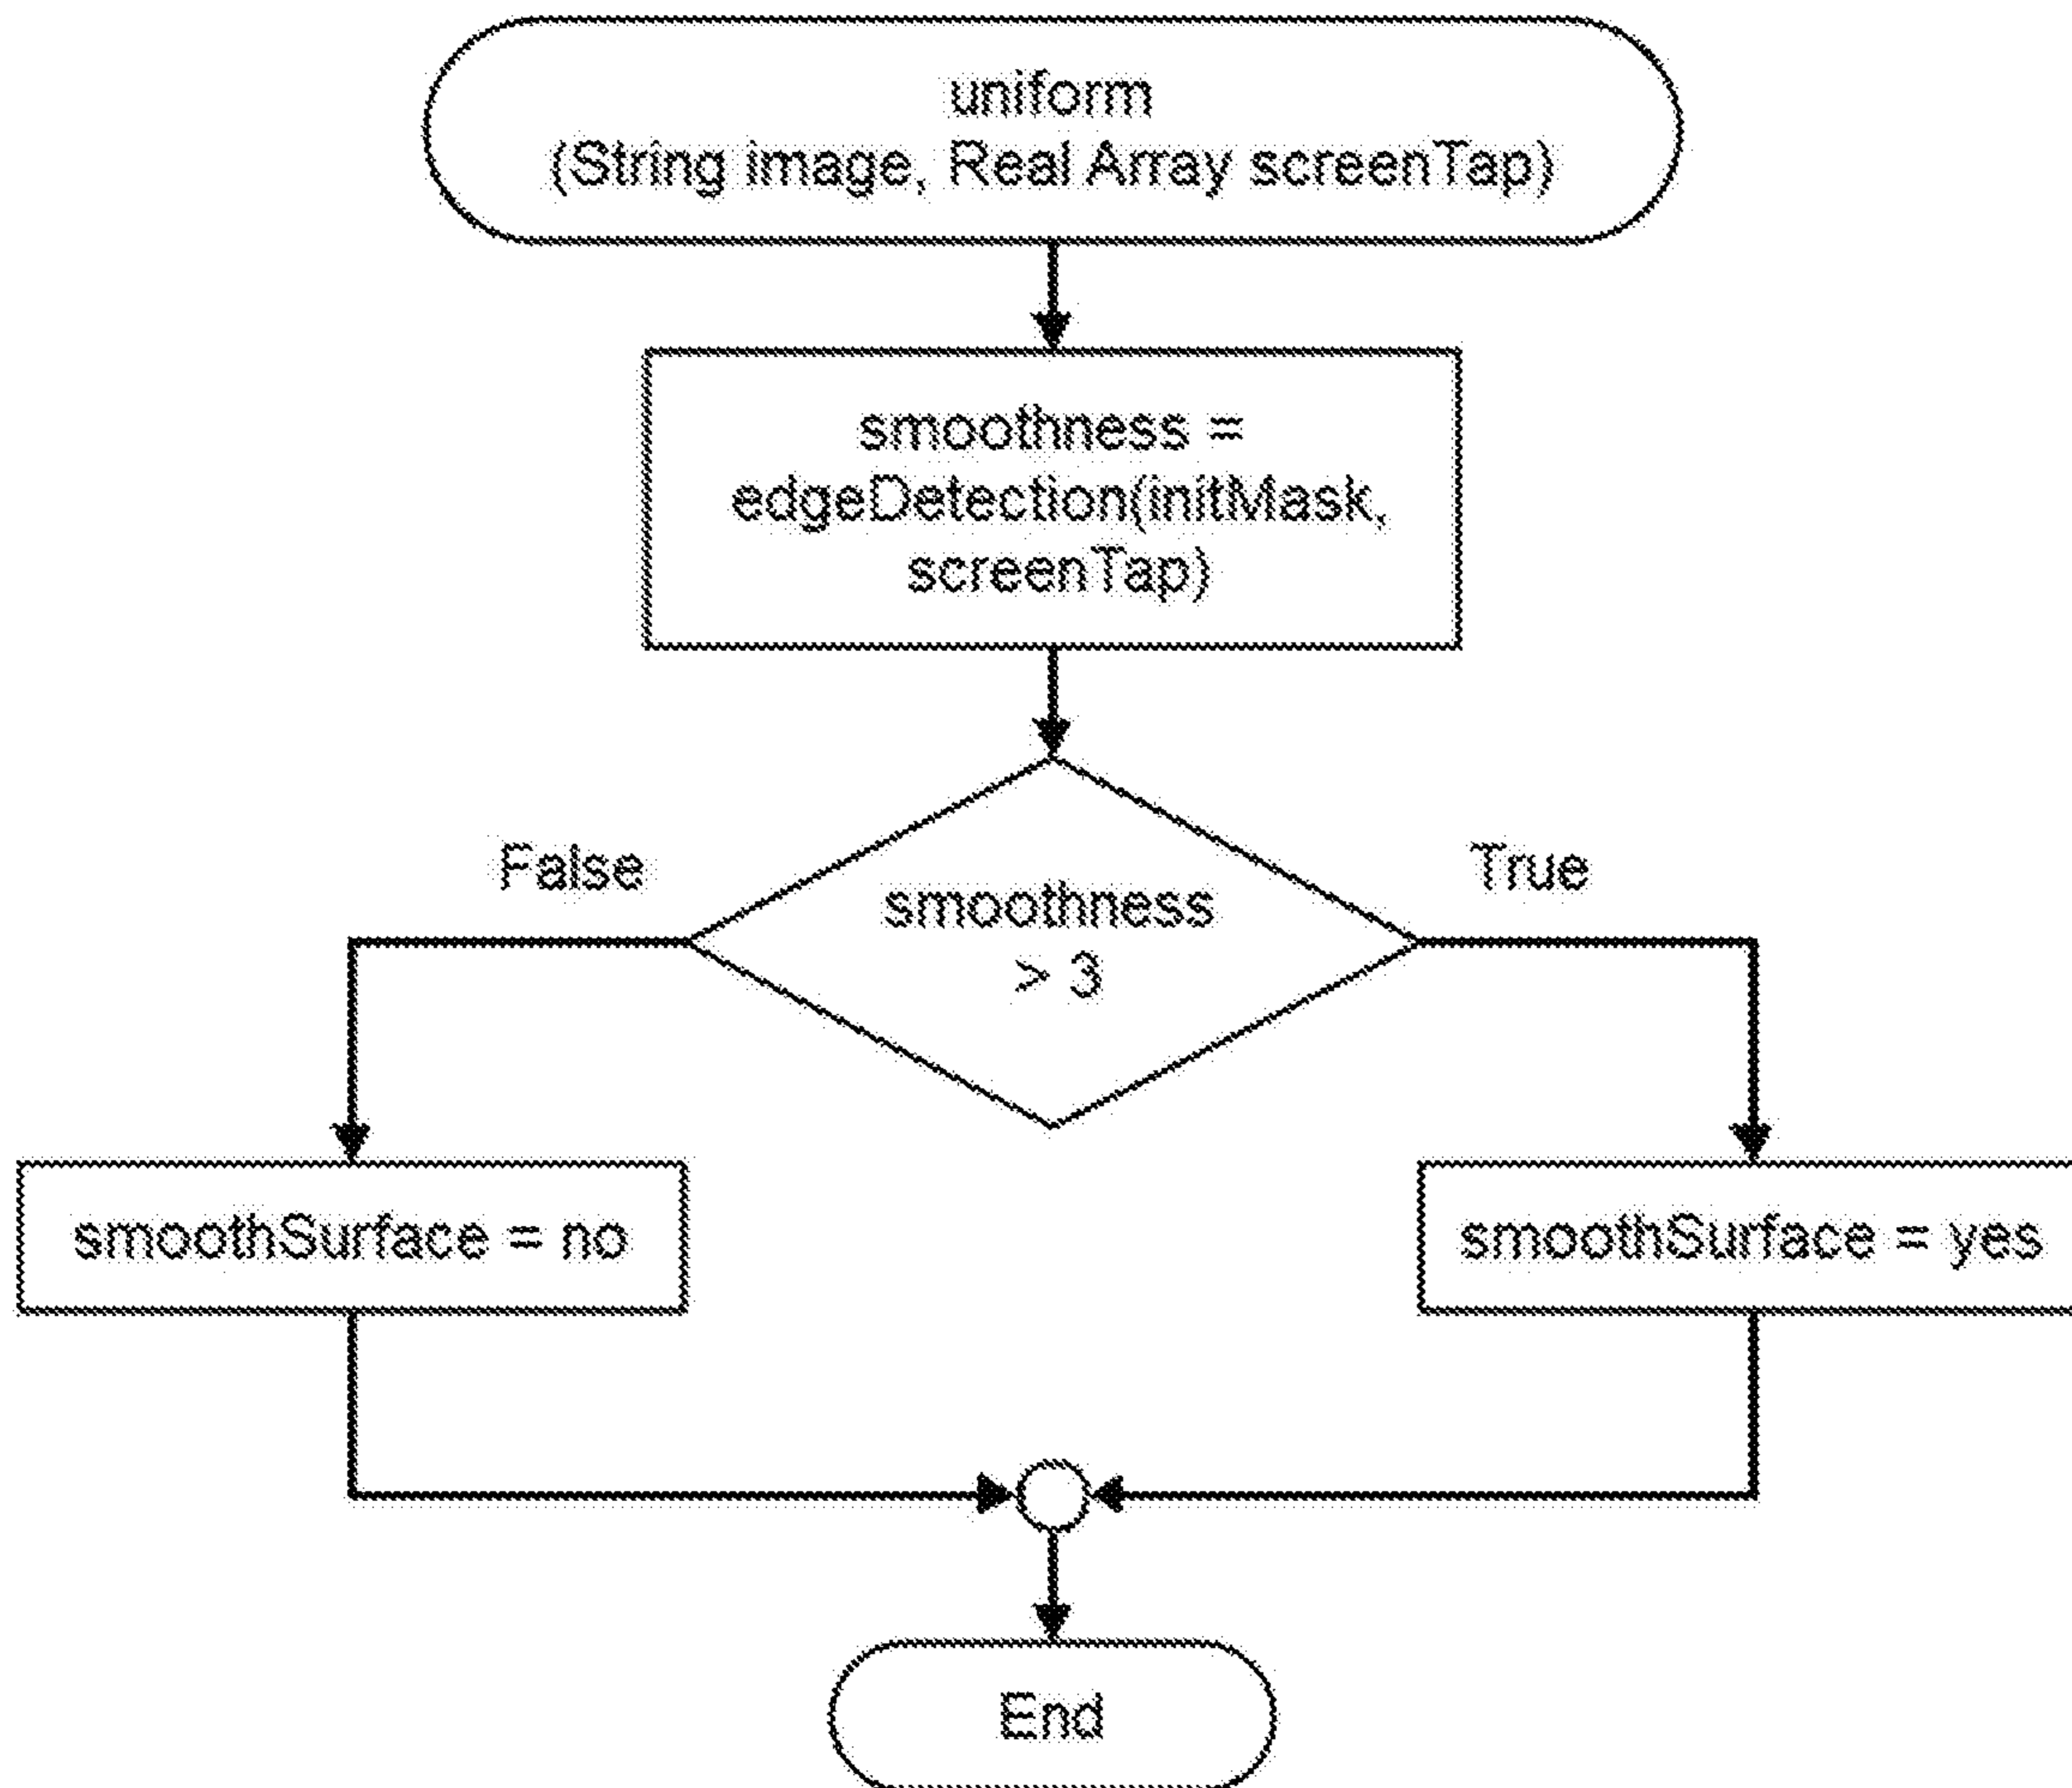 uniform
(String image, Real Array screenTap)
smoothness =
edgeDetection(initMask,
screenTap)
False
True
smoothness
> 3
smoothSurface = no
smoothSurface = yes
End